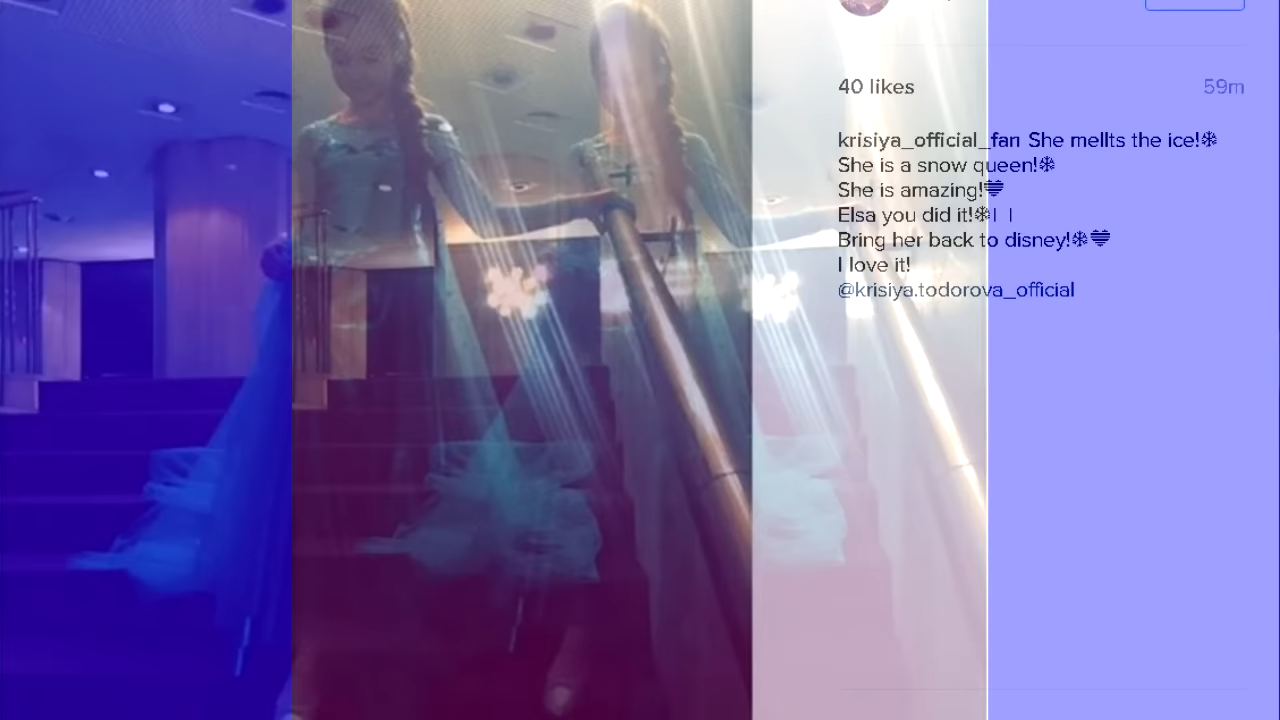 40 likes
59m
krisiya_official_fan She mellts the ice!❄
She is a snow queen!❄
She is amazing!♥
Elsa you did it!❄| |
Bring her back to disney!❄♥
I love it!
@krisiya.todorova_official